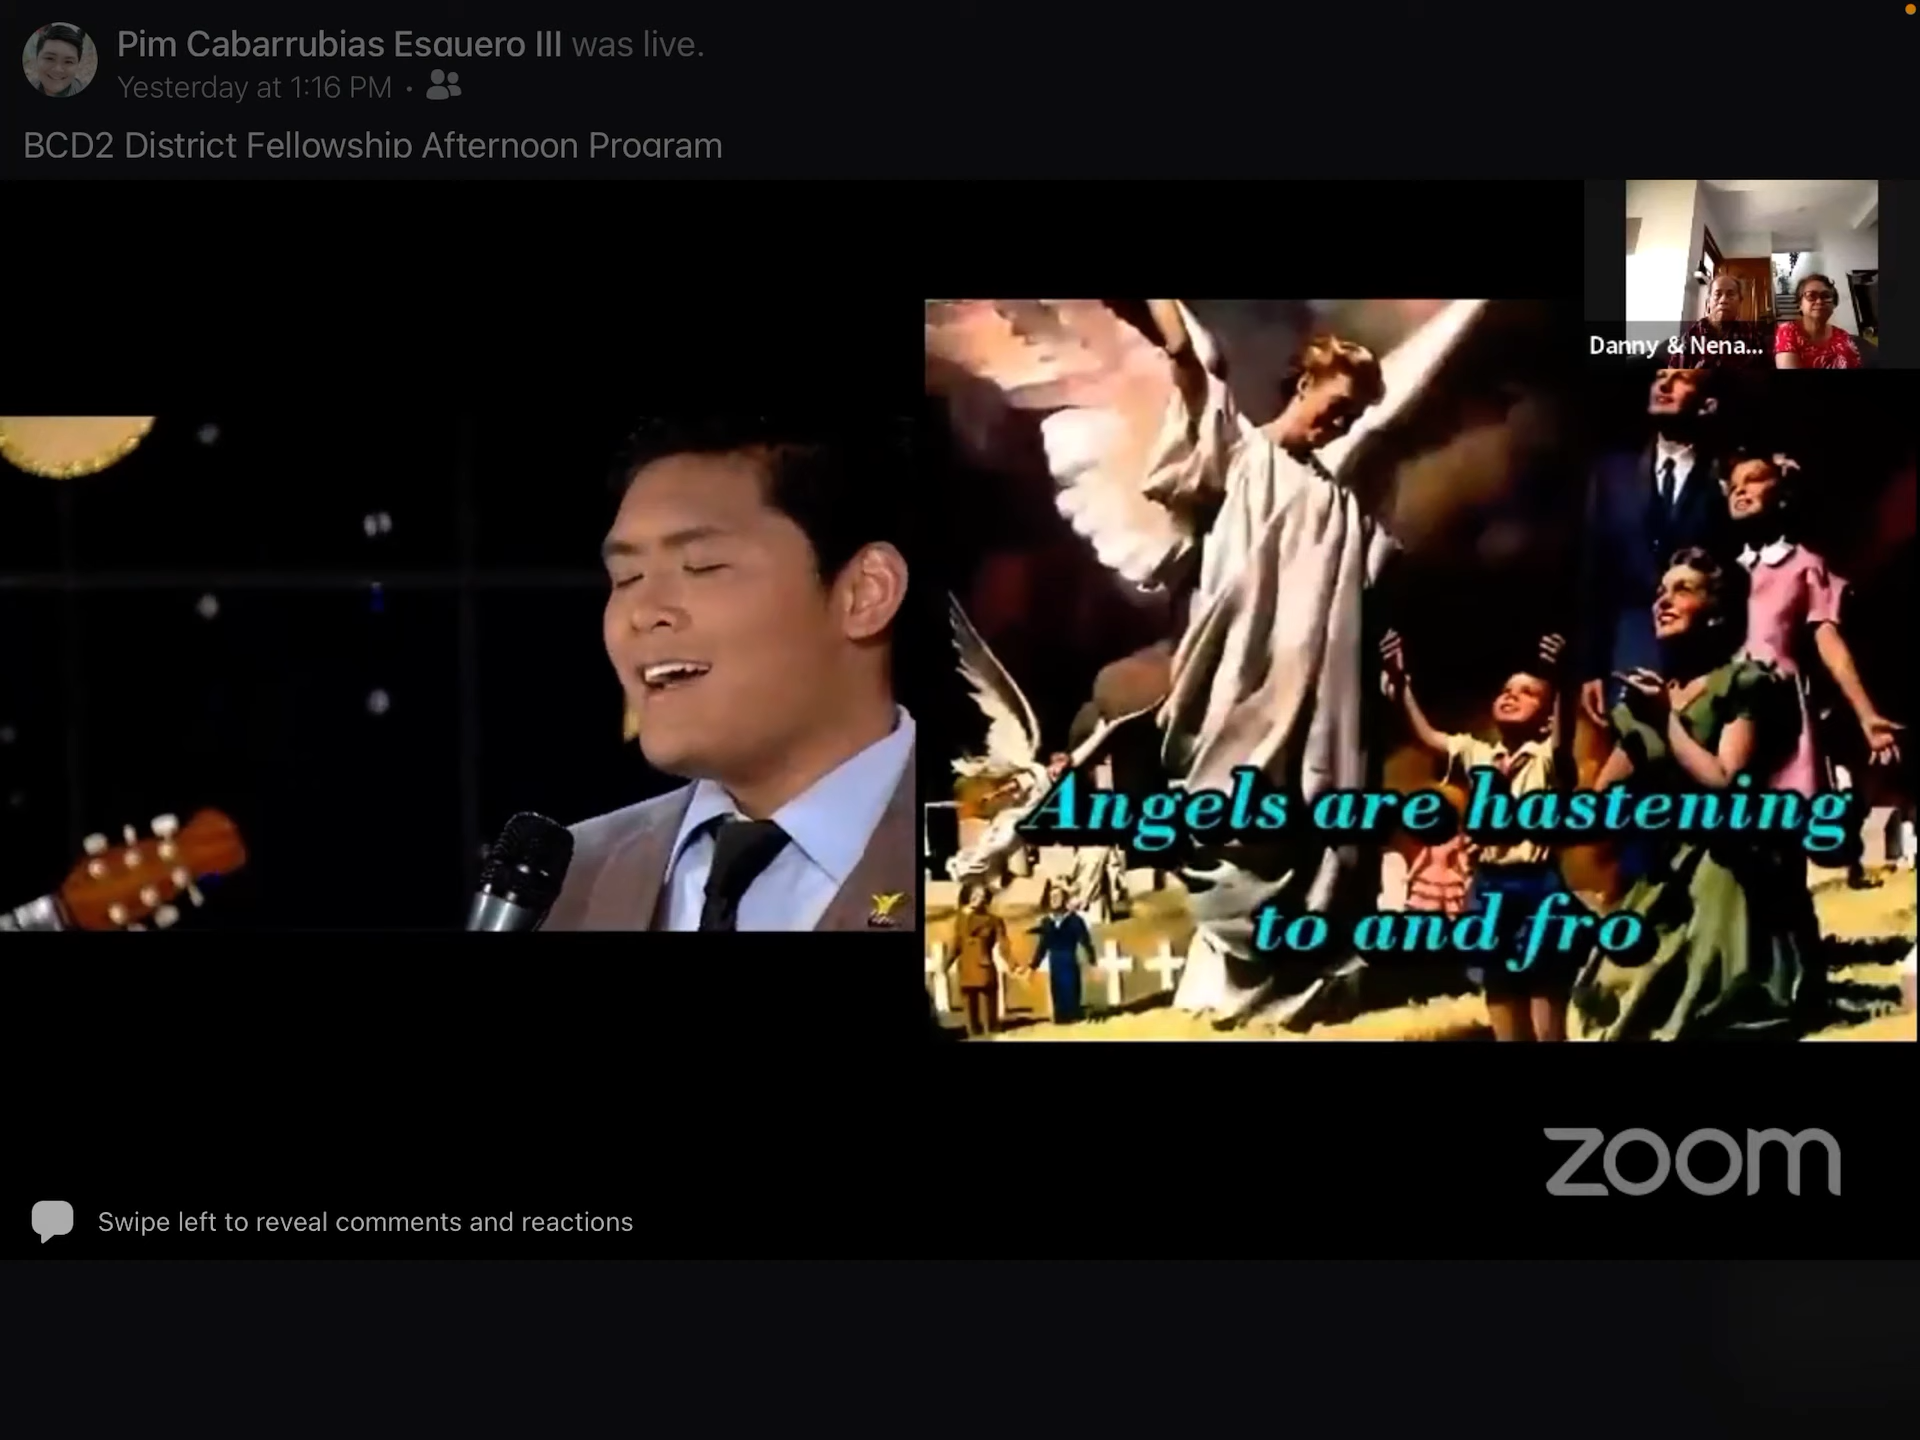 Pim Cabarrubias Esquero III was live.
Yesterday at 1:16 PM ·
BCD2 District Fellowship Afternoon Program
Danny & Nena...
Angels are hastening
to and fro
zoom
Swipe left to reveal comments and reactions